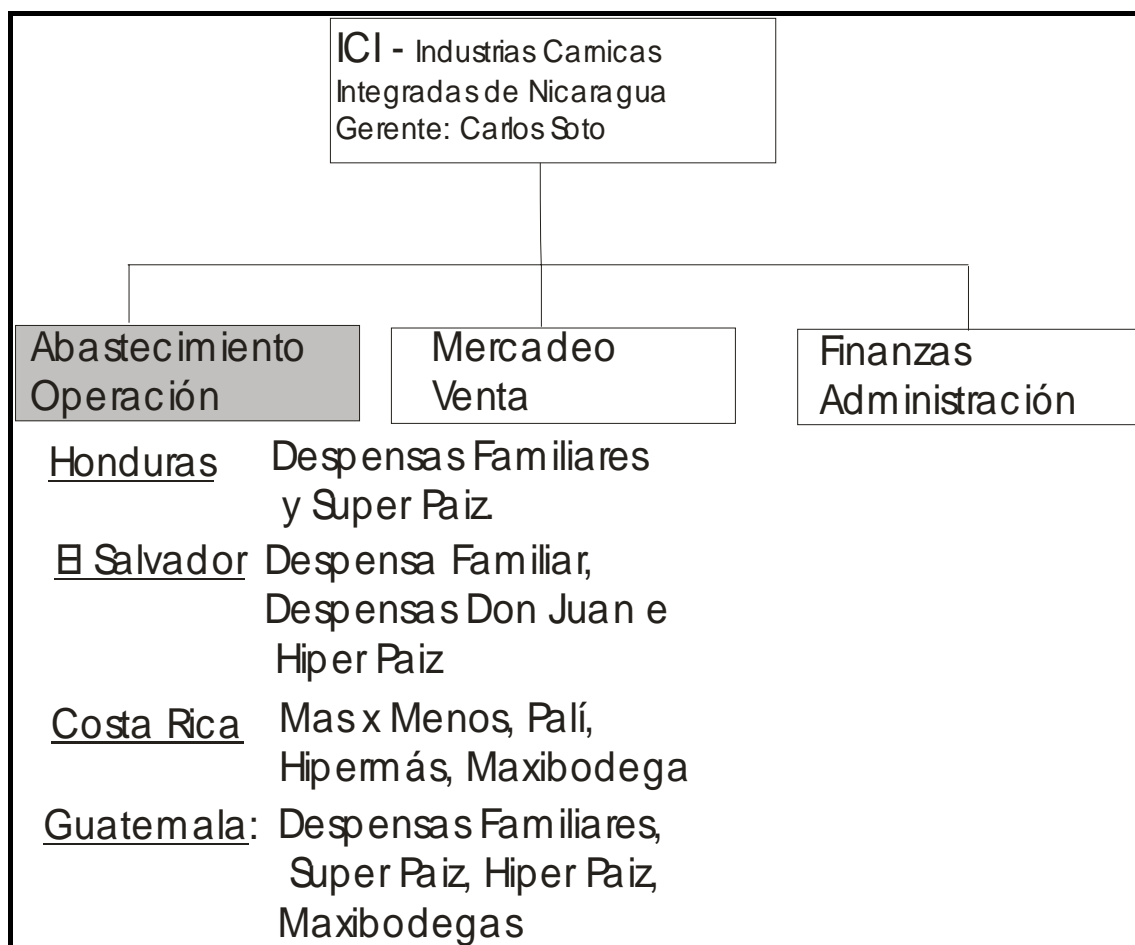 ICI - Industrias Carnicas
Integradas de Nicaragua
Gerente: Carlos Soto
Abastecimiento
Operación
Mercadeo
Venta
Finanzas
Administración
Honduras Despensas Familiares
y Super Paiz.
El Salvador Despensa Familiar,
Despensas Don Juan e
Hiper Paiz
Costa Rica Mas x Menos, Palí,
Hipermás, Maxibodega
Guatemala: Despensas Familiares,
Super Paiz, Hiper Paiz,
Maxibodegas